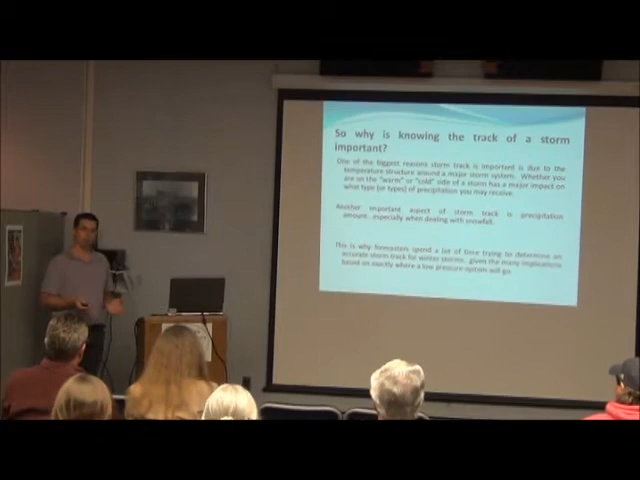 So why is knowing the track of a storm
important?
One of the biggest reasons storm track is important is due to the
temperature structure around a major storm system. Whether you
are on the "warm" or "cold" side of a storm has a major impact on
what type (or types) of precipitation you may receive.
Another important aspect of storm track is precipitation
amount, especially when dealing with snowfall.
This is why forecasters spend a lot of time trying to determine an
accurate storm track for winter storms, given the many implications
based on exactly where a low pressure system will go.